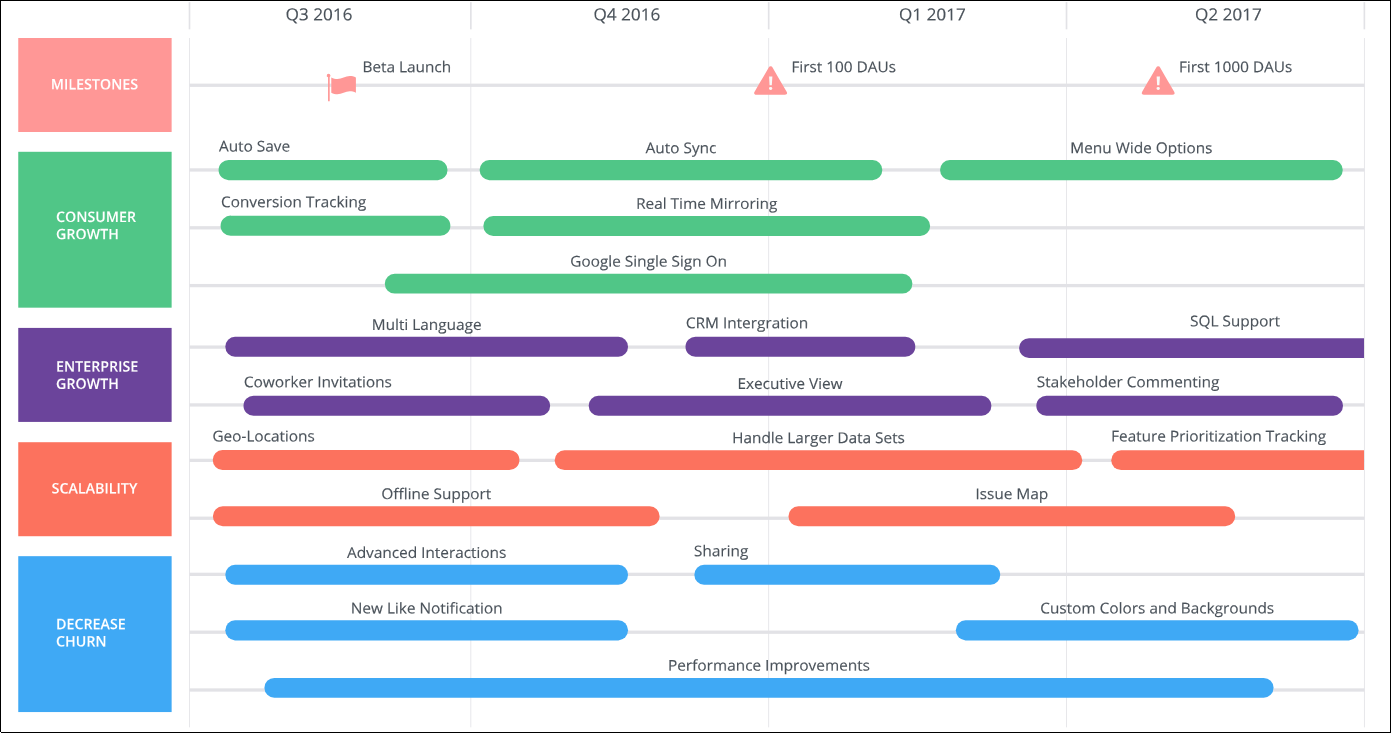 Q3 2016
Q4 2016
Q1 2017
Q2 2017
MILESTONES
Beta Launch
First 100 DAUs
First 1000 DAUs
CONSUMER
GROWTH
Auto Save
Auto Sync
Menu Wide Options
Conversion Tracking
Real Time Mirroring
Google Single Sign On
ENTERPRISE
GROWTH
Multi Language
CRM Intergration
SQL Support
Coworker Invitations
Executive View
Stakeholder Commenting
SCALABILITY
Geo-Locations
Handle Larger Data Sets
Feature Prioritization Tracking
Offline Support
Issue Map
DECREASE
CHURN
Advanced Interactions
Sharing
New Like Notification
Custom Colors and Backgrounds
Performance Improvements